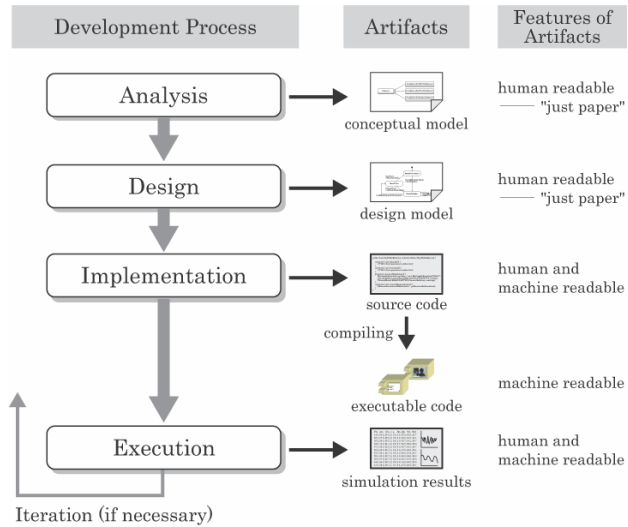 Development Process
Artifacts
Features of
Artifacts
Analysis
conceptual model
human readable
"just paper"
Design
design model
human readable
"just paper"
Implementation
source code
human and
machine readable
compiling
executable code
machine readable
Execution
simulation results
human and
machine readable
Iteration (if necessary)